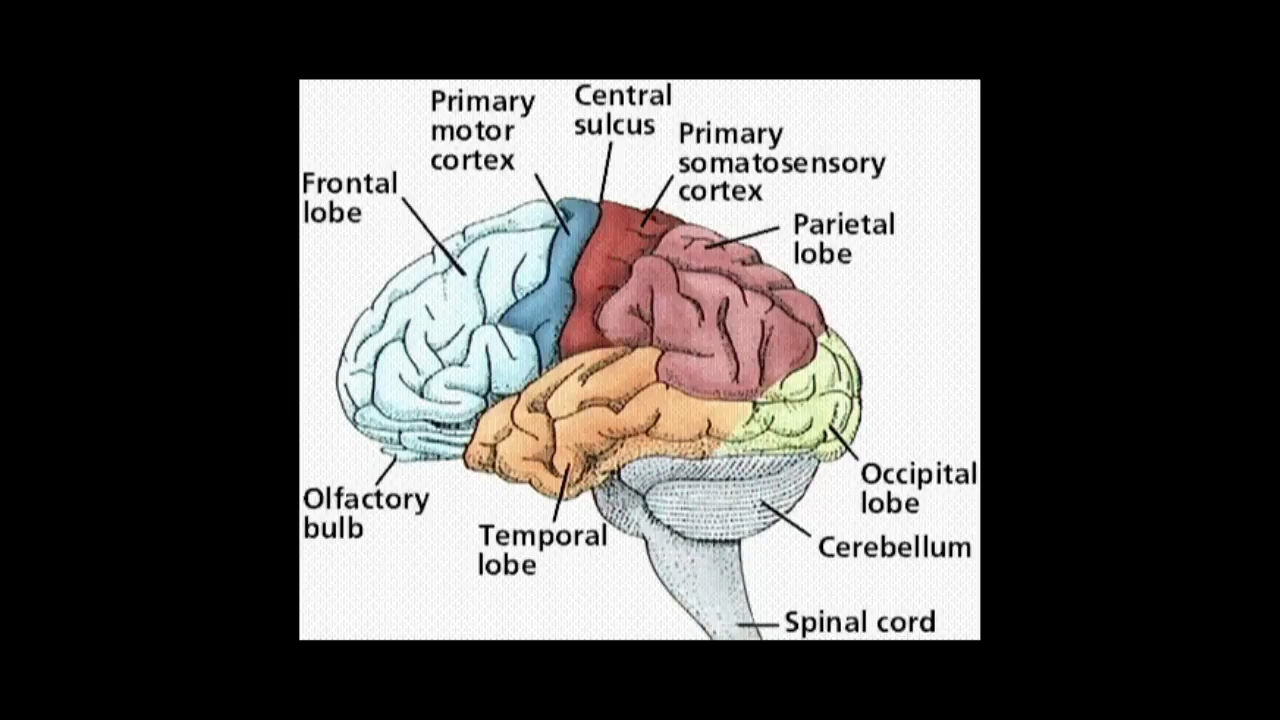 Primary
motor
cortex
Central
sulcus
Primary
somatosensory
cortex
Frontal
lobe
Parietal
lobe
Olfactory
bulb
Temporal
lobe
Occipital
lobe
Cerebellum
Spinal cord